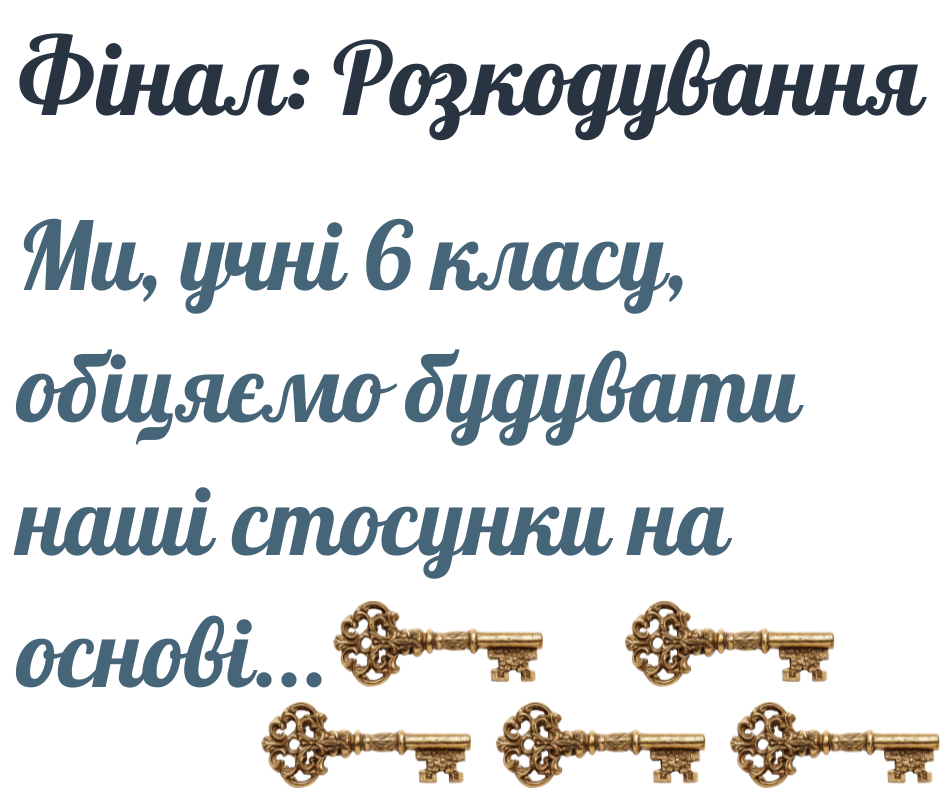 Фінал: Розкодування
Ми, учні 6 класу,
обіцяємо будувати
наші стосунки на
основі...